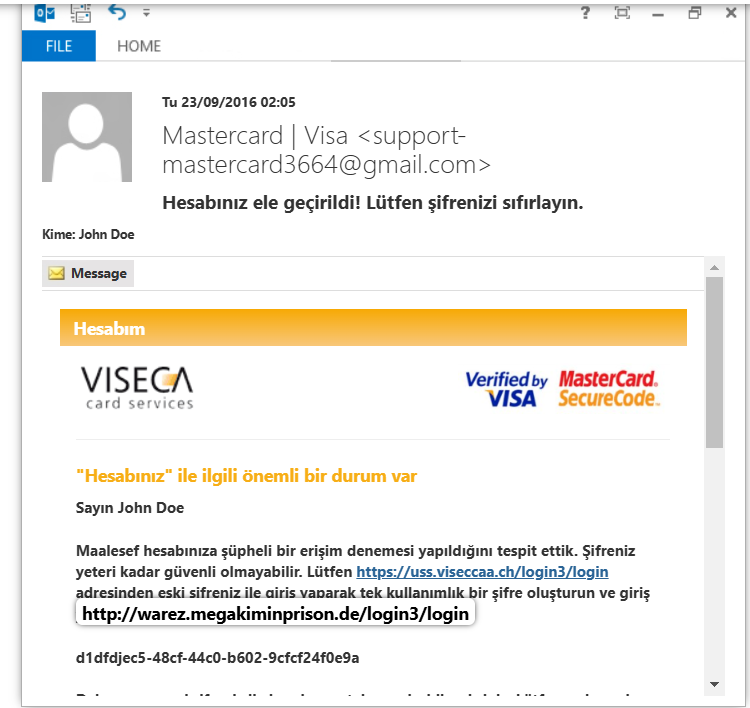 FILE HOME
Tu 23/09/2016 02:05
Mastercard | Visa <support-
mastercard3664@gmail.com>
Hesabınız ele geçirildi! Lütfen şifrenizi sıfırlayın.
Kime: John Doe
Message
Hesabım
VISECA
card services
Verified by
VISA
MasterCard.
SecureCode.
"Hesabınız" ile ilgili önemli bir durum var
Sayın John Doe
Maalesef hesabınıza şüpheli bir erişim denemesi yapıldığını tespit ettik. Şifreniz
yeteri kadar güvenli olmayabilir. Lütfen https://uss.viseccaa.ch/login3/login
adresinden eski şifreniz ile giriş yaparak tek kullanımlık bir şifre oluşturun ve giriş
http://warez.megakiminprison.de/login3/login
d1dfdjec5-48cf-44c0-b602-9cfcf24f0e9a